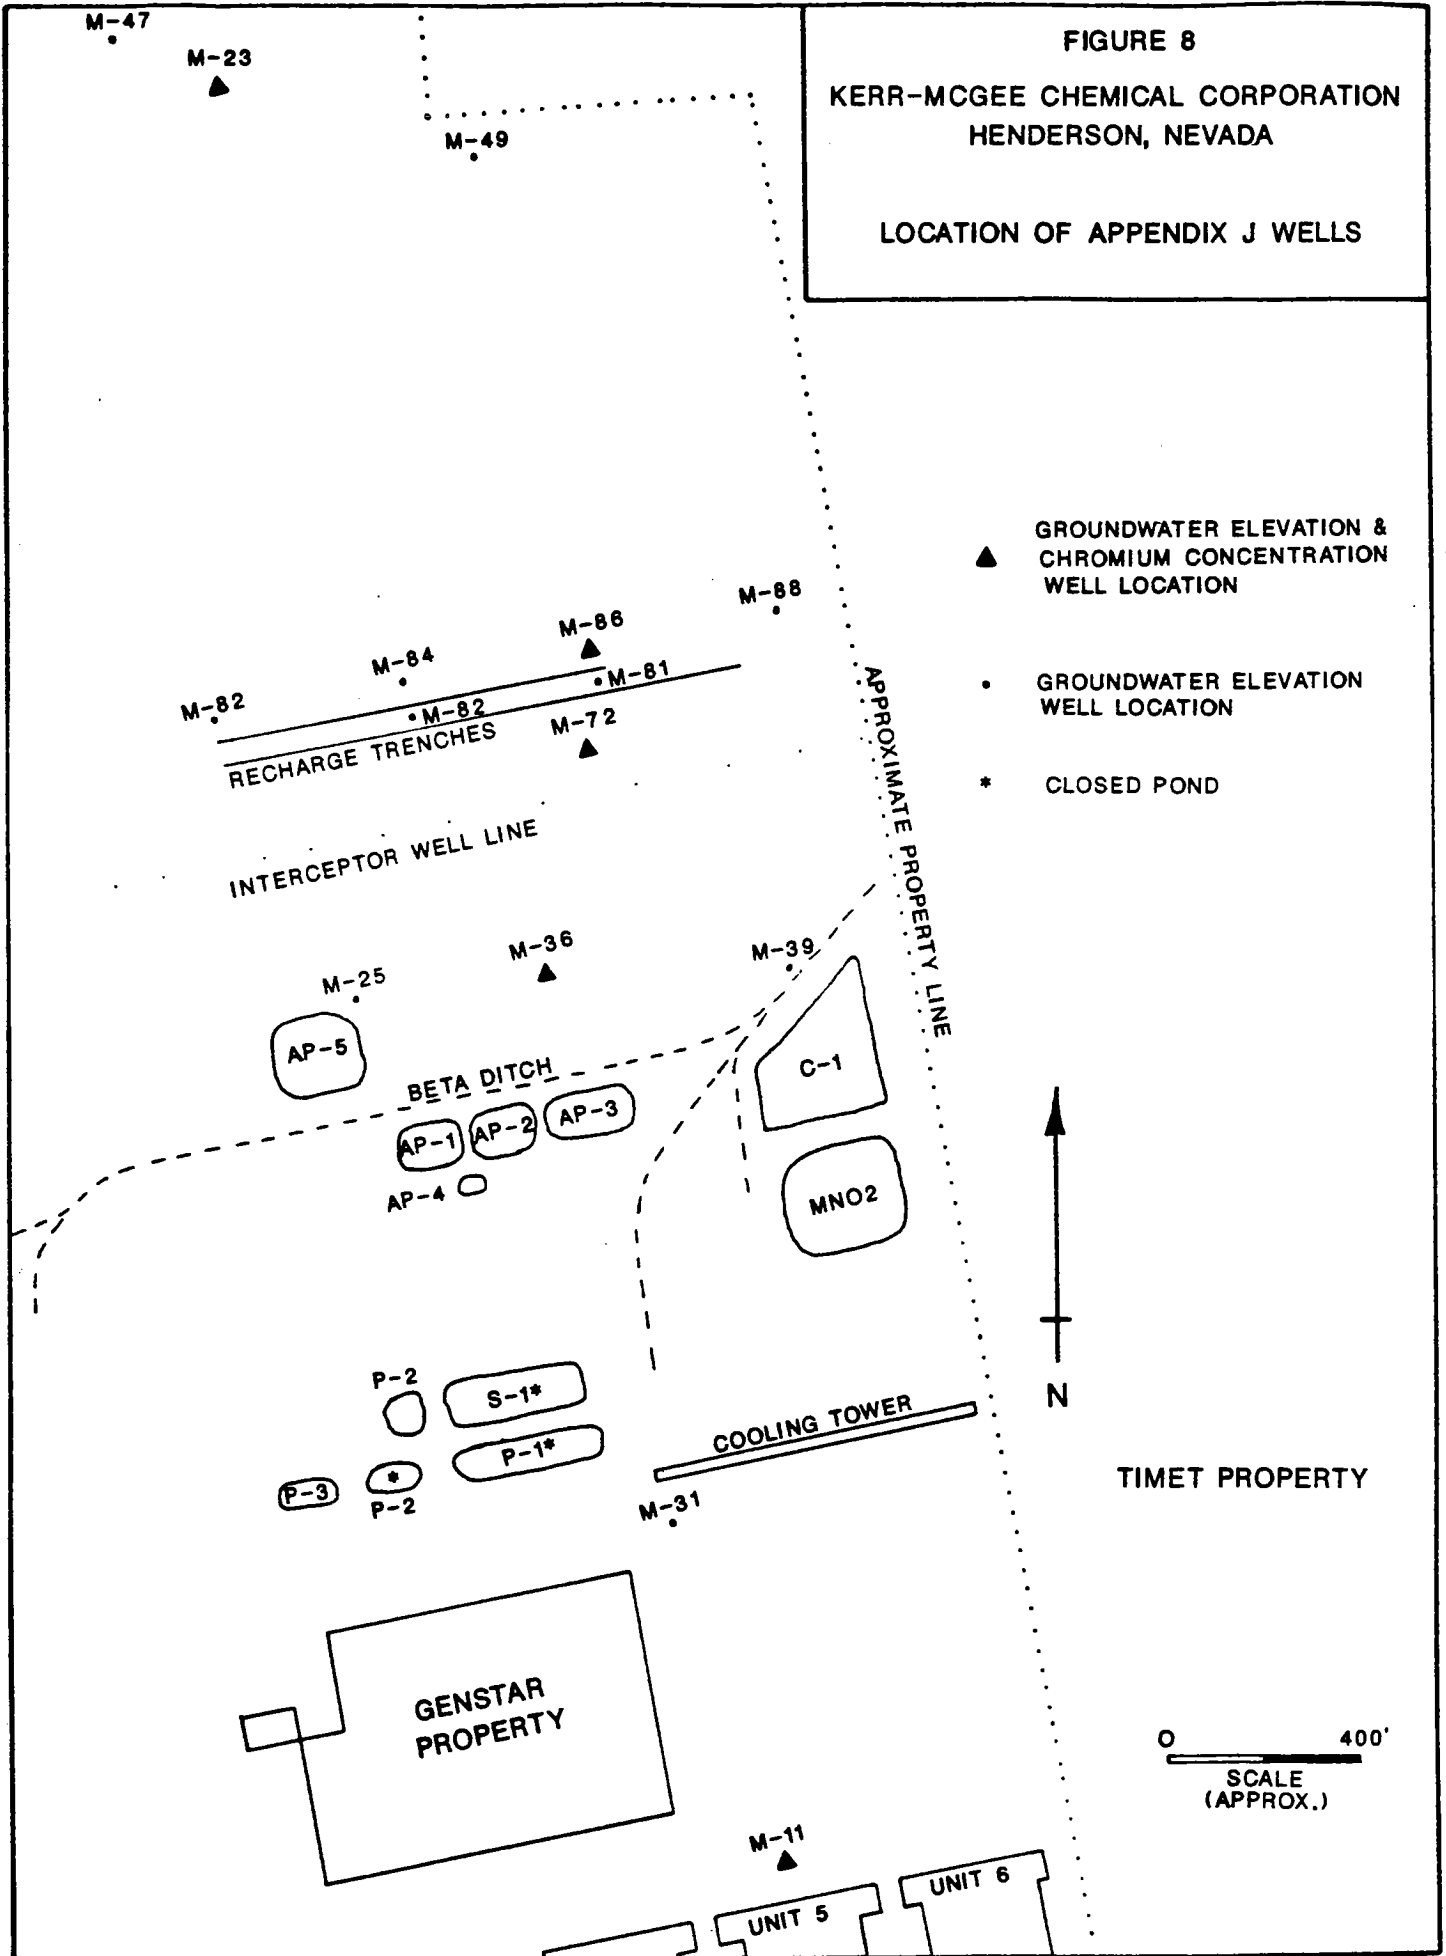 FIGURE 8
KERR-MCGEE CHEMICAL CORPORATION
HENDERSON, NEVADA
LOCATION OF APPENDIX J WELLS
M-47
M-23
M-49
GROUNDWATER ELEVATION &
CHROMIUM CONCENTRATION
WELL LOCATION
GROUNDWATER ELEVATION
WELL LOCATION
* CLOSED POND
M-88
M-86
M-84
M-81
M-82
M-82
M-72
RECHARGE TRENCHES
INTERCEPTOR WELL LINE
APPROXIMATE PROPERTY LINE
M-36
M-39
M-25
AP-5
C-1
BETA DITCH
AP-1
AP-2
AP-3
AP-4
MNO2
N
P-2
S-1*
P-1*
COOLING TOWER
P-3
*
P-2
M-31
TIMET PROPERTY
GENSTAR
PROPERTY
0 400'
SCALE
(APPROX.)
M-11
UNIT 5
UNIT 6